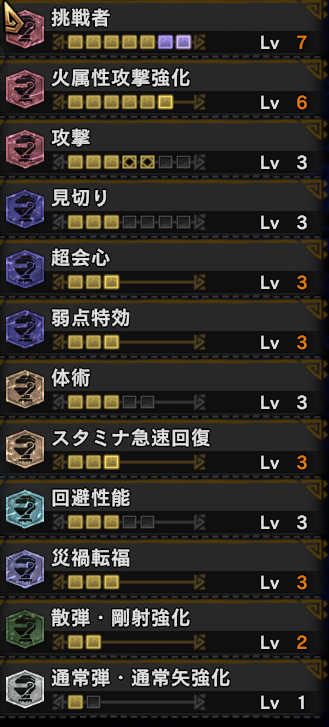 挑戦者
Lv 7
火属性攻撃強化
Lv 6
攻撃
Lv 3
見切り
Lv 3
超会心
Lv 3
弱点特効
Lv 3
体術
Lv 3
スタミナ急速回復
Lv 3
回避性能
Lv 3
災禍転福
Lv 3
散弾・剛射強化
Lv 2
通常弾・通常矢強化
Lv 1